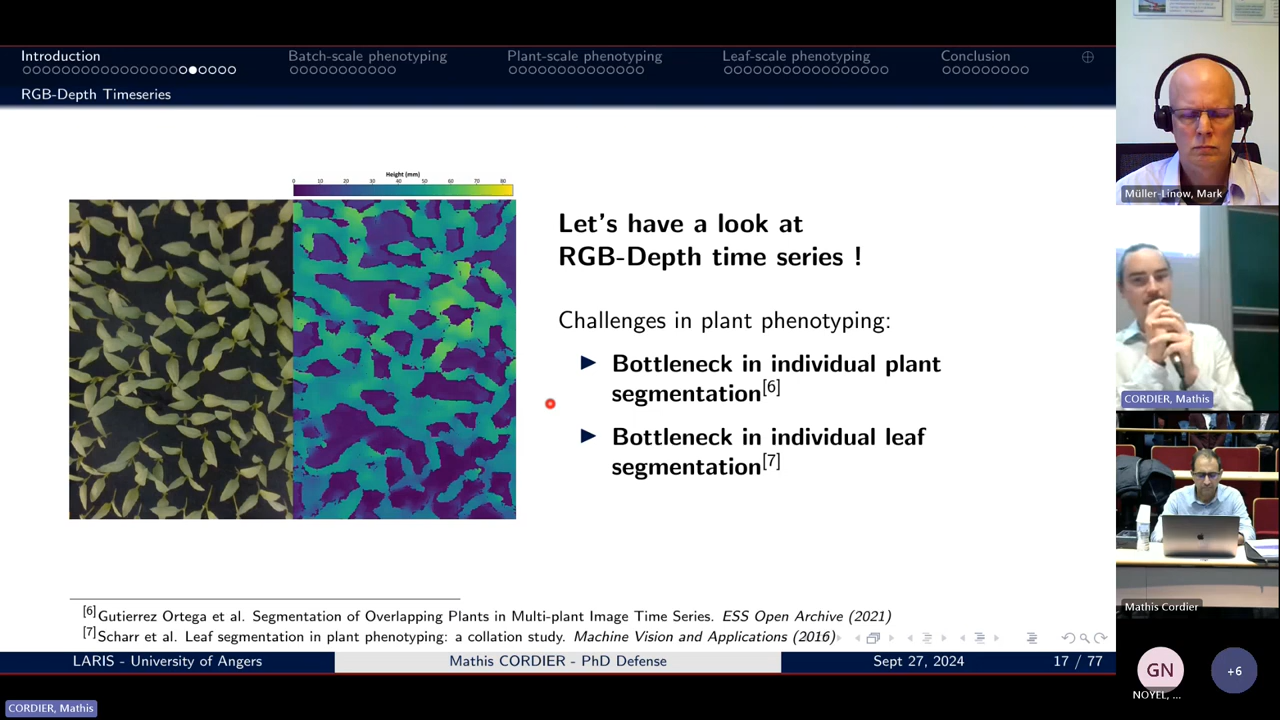 Introduction
Batch-scale phenotyping
Plant-scale phenotyping
Leaf-scale phenotyping
Conclusion
RGB-Depth Timeseries
Height (mm)
0 10 20 30 40 50 60 70 80
Let's have a look at
RGB-Depth time series !
Challenges in plant phenotyping:
Bottleneck in individual plant
segmentation[6]
Bottleneck in individual leaf
segmentation[7]
[6]Gutierrez Ortega et al. Segmentation of Overlapping Plants in Multi-plant Image Time Series. ESS Open Archive (2021)
[7]Scharr et al. Leaf segmentation in plant phenotyping: a collation study. Machine Vision and Applications (2016)
LARIS - University of Angers
Mathis CORDIER - PhD Defense
Sept 27, 2024
17 / 77
CORDIER, Mathis
Müller-Linow, Mark
CORDIER, Mathis
Mathis Cordier
GN
NOYEL, ...
+6